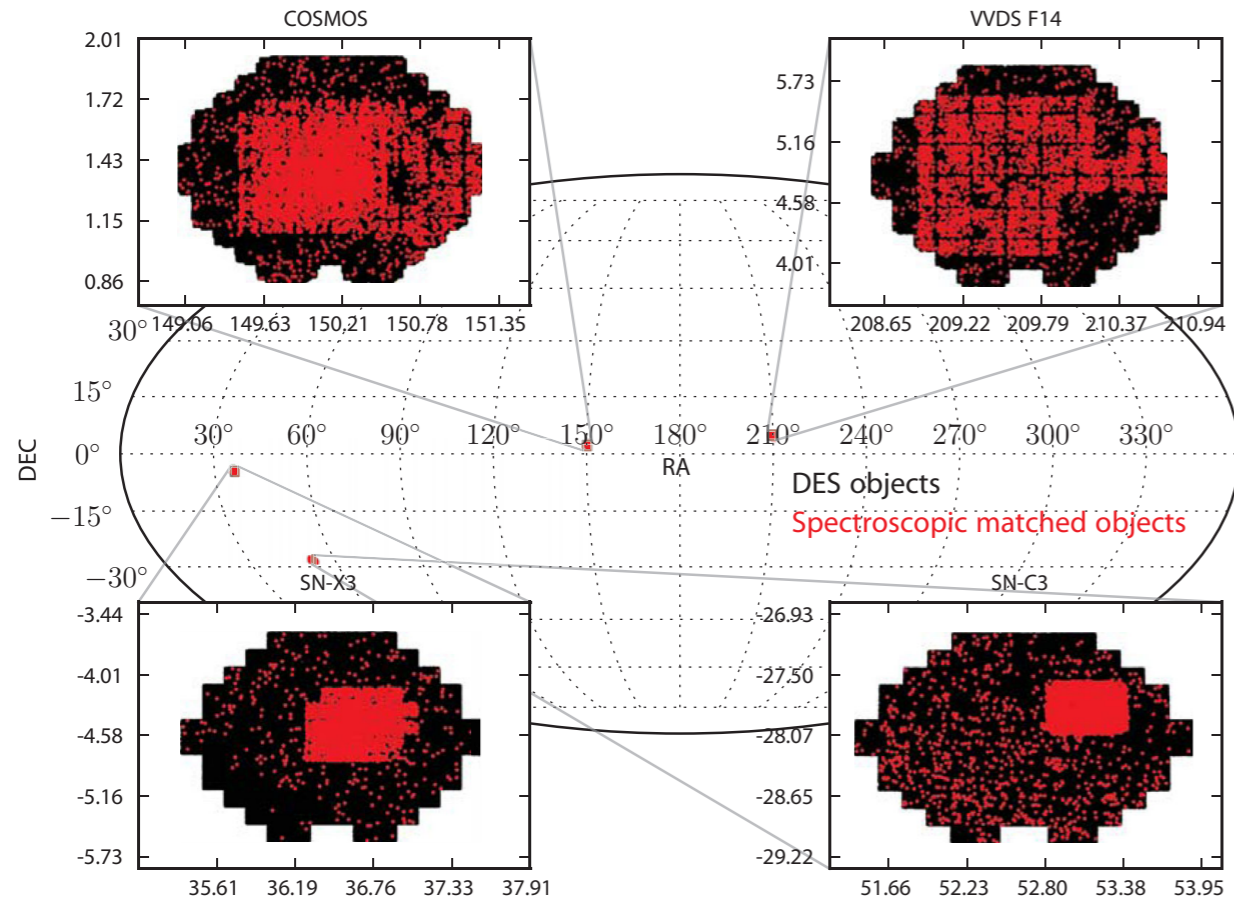 COSMOS
VVDS F14
2.01
1.72
1.43
1.15
0.86
149.06 149.63 150.21 150.78 151.35
5.73
5.16
4.58
4.01
208.65 209.22 209.79 210.37 210.94
30°
15°
0°
−15°
−30°
DEC
30° 60° 90° 120° 150° 180° 210° 240° 270° 300° 330°
RA
DES objects
Spectroscopic matched objects
SN-X3
SN-C3
-3.44
-4.01
-4.58
-5.16
-5.73
35.61 36.19 36.76 37.33 37.91
-26.93
-27.50
-28.07
-28.65
-29.22
51.66 52.23 52.80 53.38 53.95